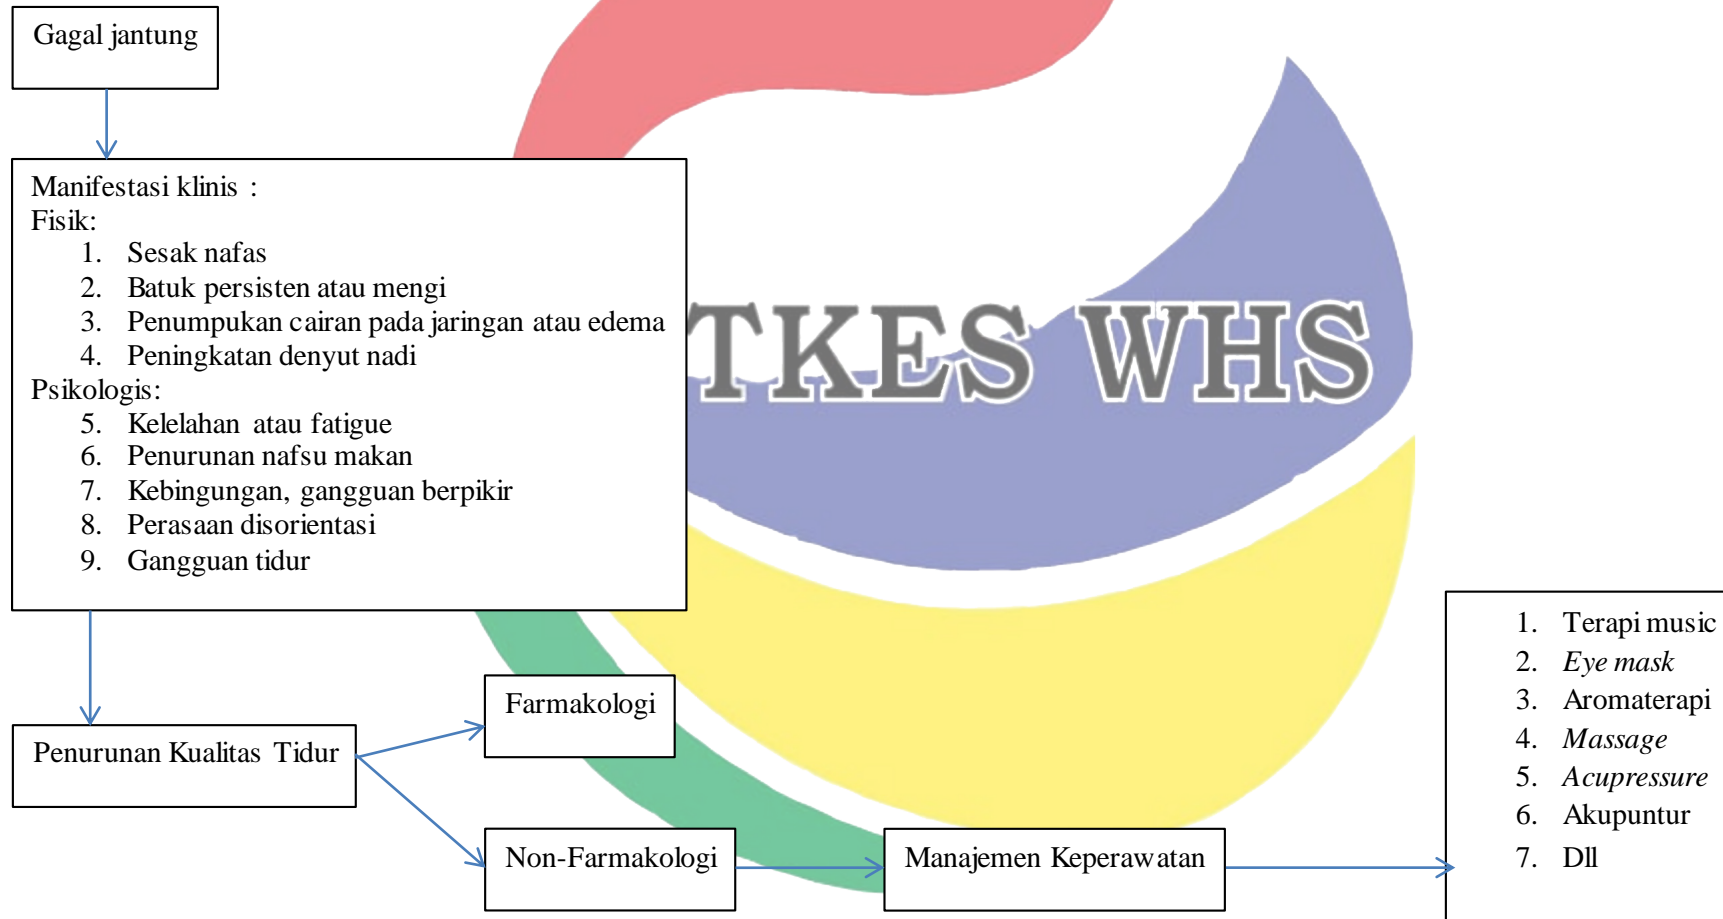 Gagal jantung
Manifestasi klinis :
Fisik:
1. Sesak nafas
2. Batuk persisten atau mengi
3. Penumpukan cairan pada jaringan atau edema
4. Peningkatan denyut nadi
Psikologis:
5. Kelelahan atau fatigue
6. Penurunan nafsu makan
7. Kebingungan, gangguan berpikir
8. Perasaan disorientasi
9. Gangguan tidur
TKES WHS
Penurunan Kualitas Tidur
Farmakologi
Non-Farmakologi
Manajemen Keperawatan
1. Terapi music
2. Eye mask
3. Aromaterapi
4. Massage
5. Acupressure
6. Akupuntur
7. Dll